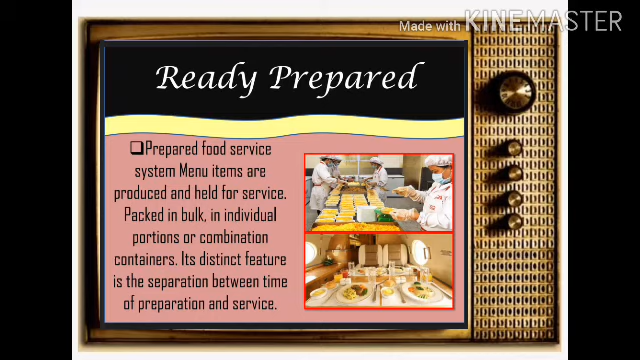 Made with KINEMASTER
Ready Prepared
❑Prepared food service
system Menu items are
produced and held for service.
Packed in bulk, in individual
portions or combination
containers. Its distinct feature
is the separation between time
of preparation and service.